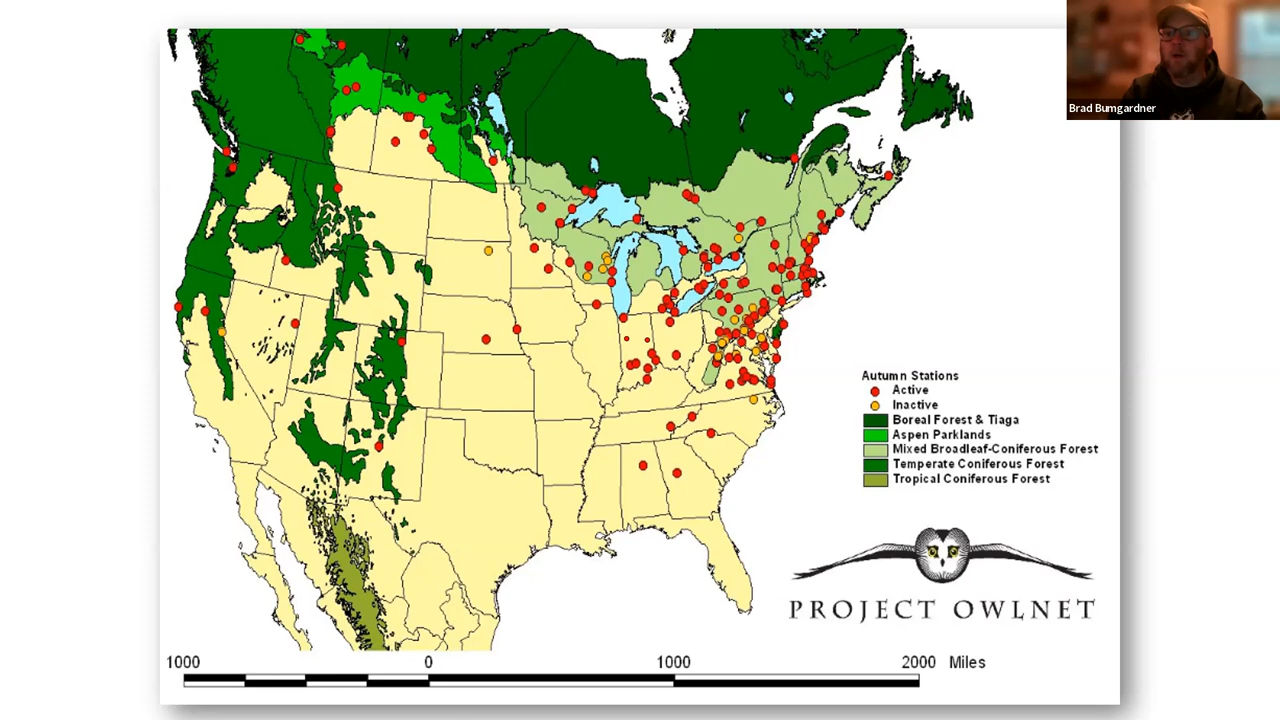 Brad Bumgardner
Autumn Stations
Active
Inactive
Boreal Forest & Tiaga
Aspen Parklands
Mixed Broadleaf-Coniferous Forest
Temperate Coniferous Forest
Tropical Coniferous Forest
PROJECT OWLNET
1000 0 1000 2000 Miles